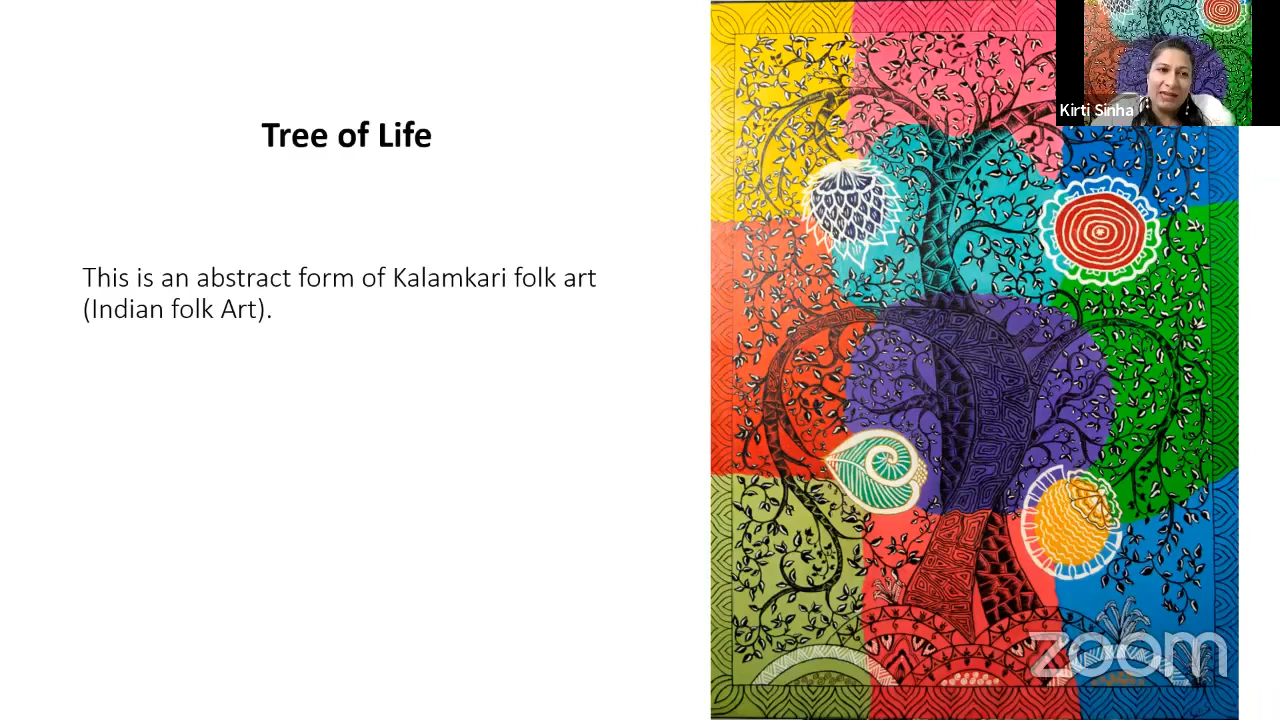 Tree of Life
This is an abstract form of Kalamkari folk art
(Indian folk Art).
Kirti Sinha
zoom